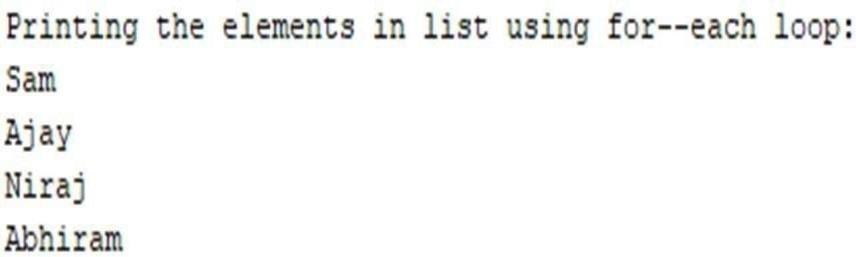 Printing the elements in list using for--each loop:
Sam
Ajay
Niraj
Abhiram